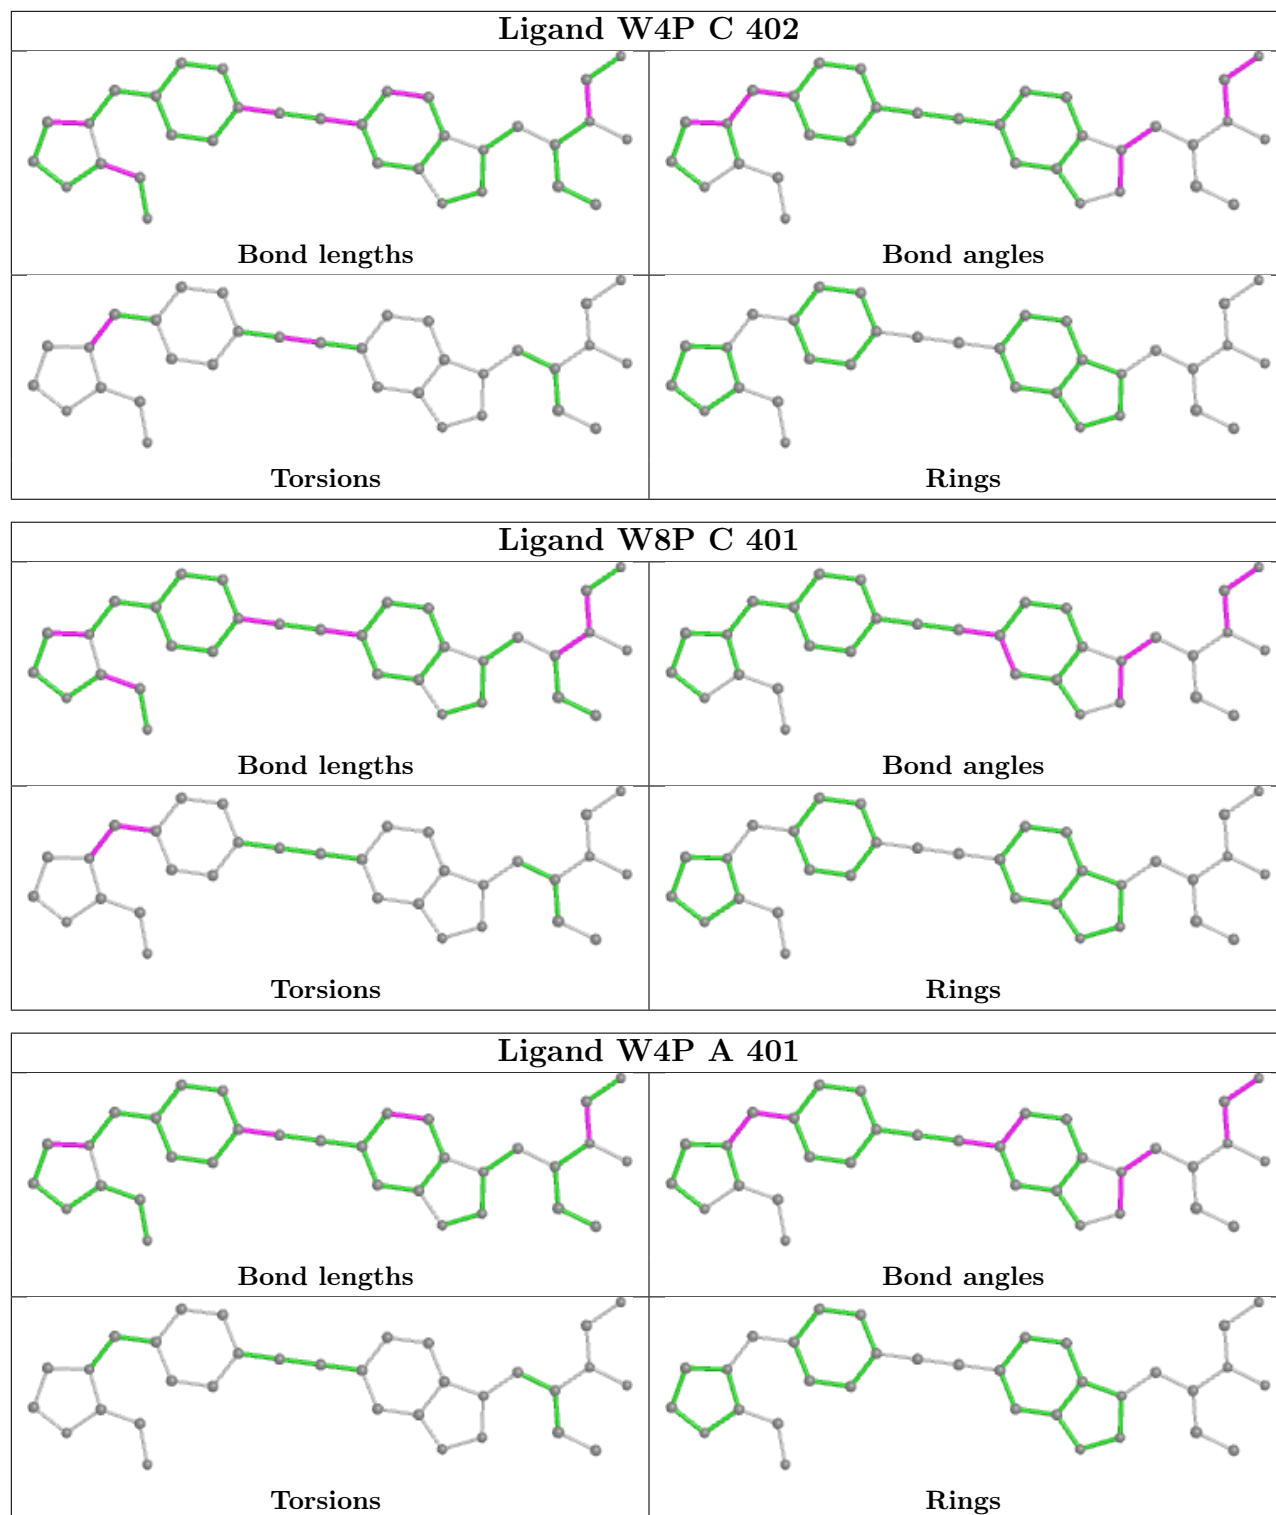 Ligand W4P C 402
Bond lengths
Bond angles
Torsions
Rings
Ligand W8P C 401
Bond lengths
Bond angles
Torsions
Rings
Ligand W4P A 401
Bond lengths
Bond angles
Torsions
Rings